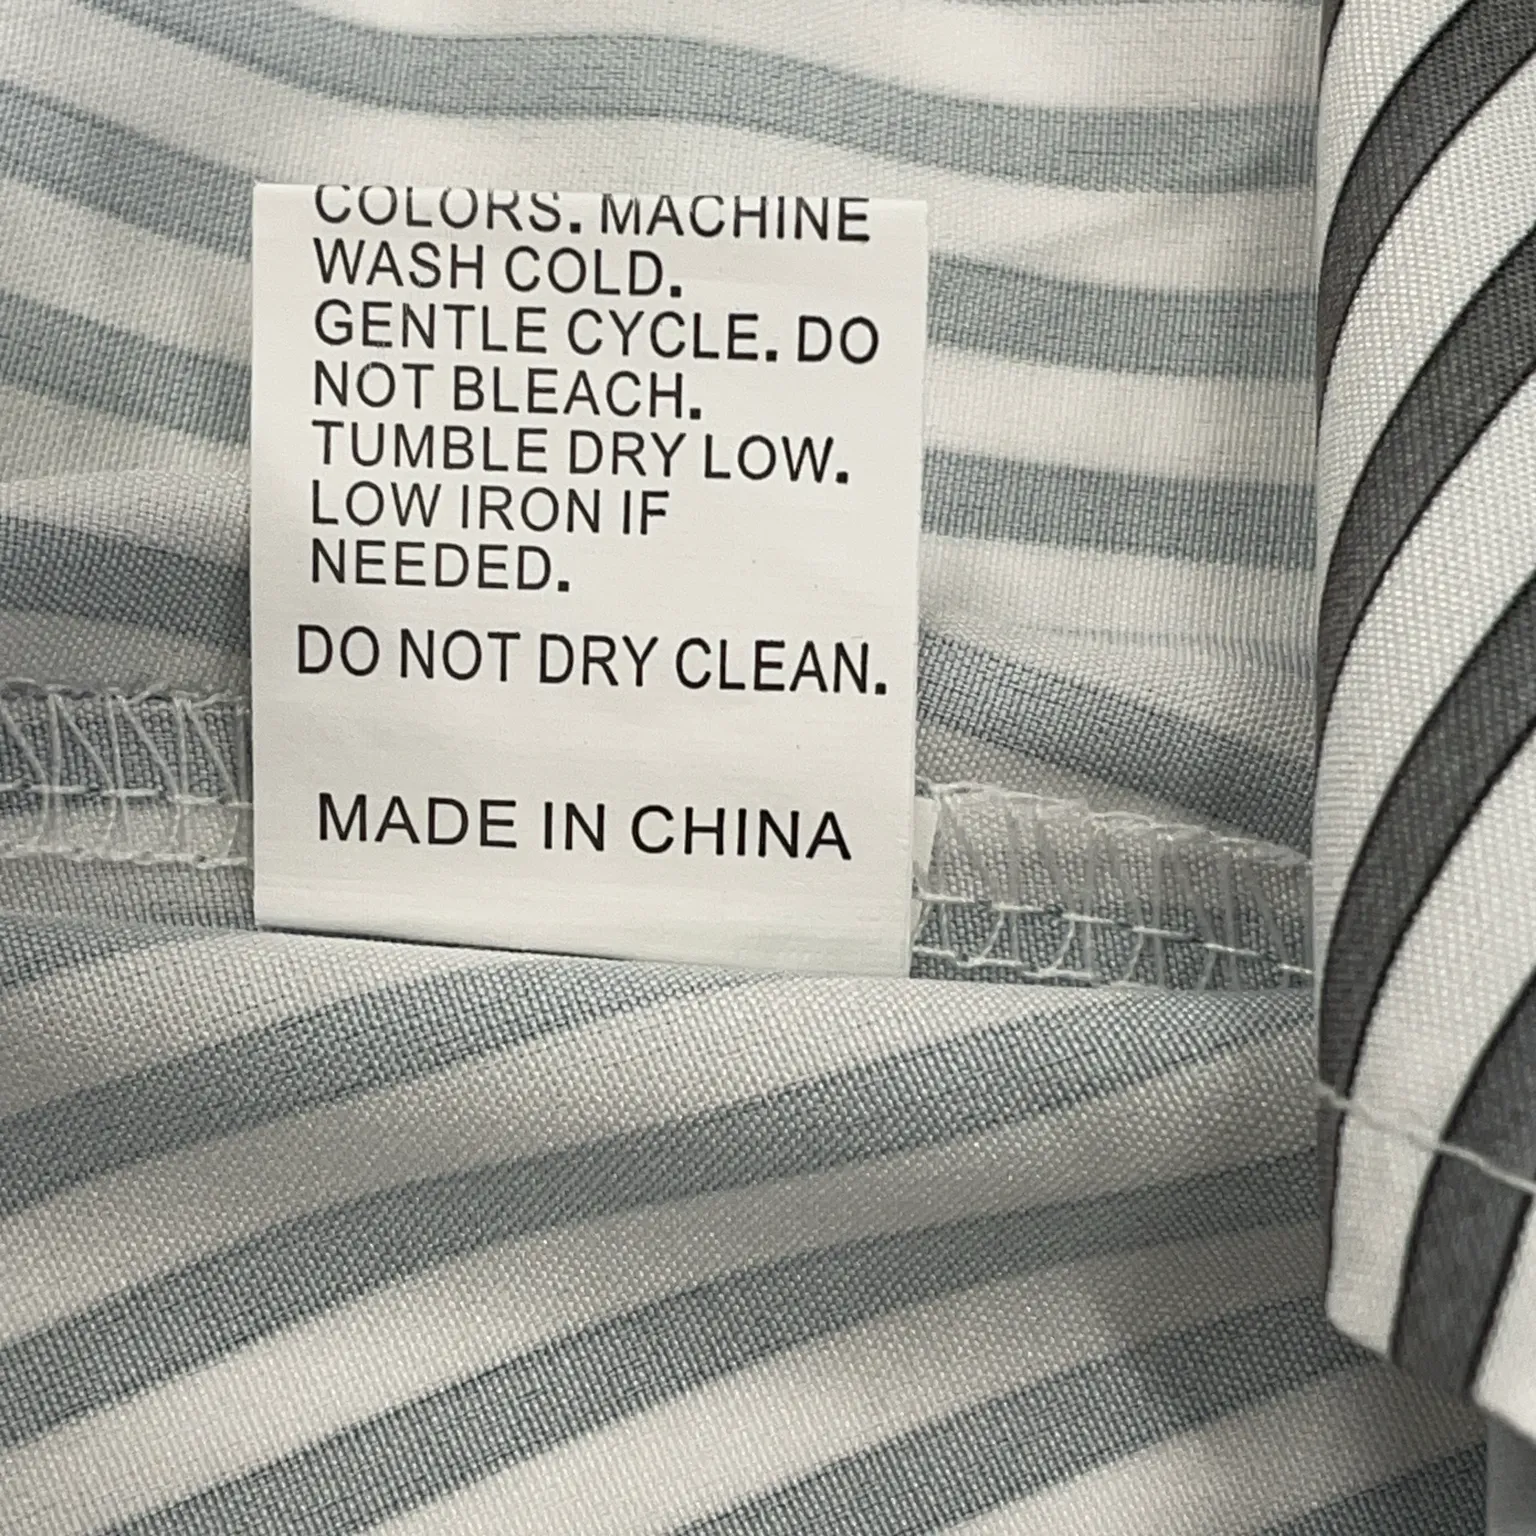 COLORS. MACHINE
WASH COLD.
GENTLE CYCLE. DO
NOT BLEACH.
TUMBLE DRY LOW.
LOW IRON IF
NEEDED.
DO NOT DRY CLEAN.
MADE IN CHINA